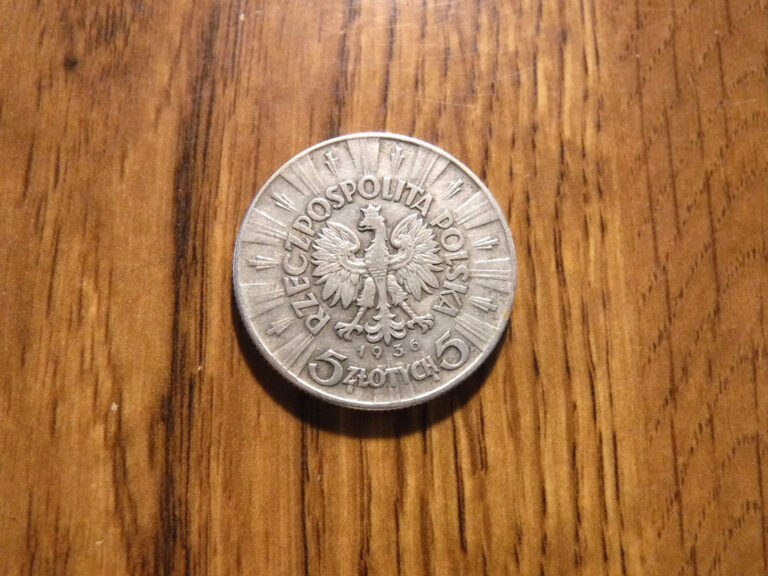 RZECZPOSPOLITA POLSKA
1936
5 ZŁOTYCH 5